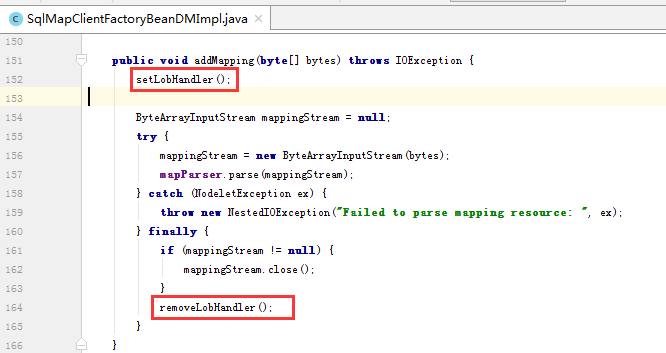 SqlMapClientFactoryBeanDMImpl.java ×
150
151 public void addMapping(byte[] bytes) throws IOException {
152 setLobHandler();
153
154 ByteArrayInputStream mappingStream = null;
155 try {
156 mappingStream = new ByteArrayInputStream(bytes);
157 mapParser.parse(mappingStream);
158 } catch (NodeletException ex) {
159 throw new NestedIOException("Failed to parse mapping resource: ", ex);
160 } finally {
161 if (mappingStream != null) {
162 mappingStream.close();
163 }
164 removeLobHandler();
165 }
166 }